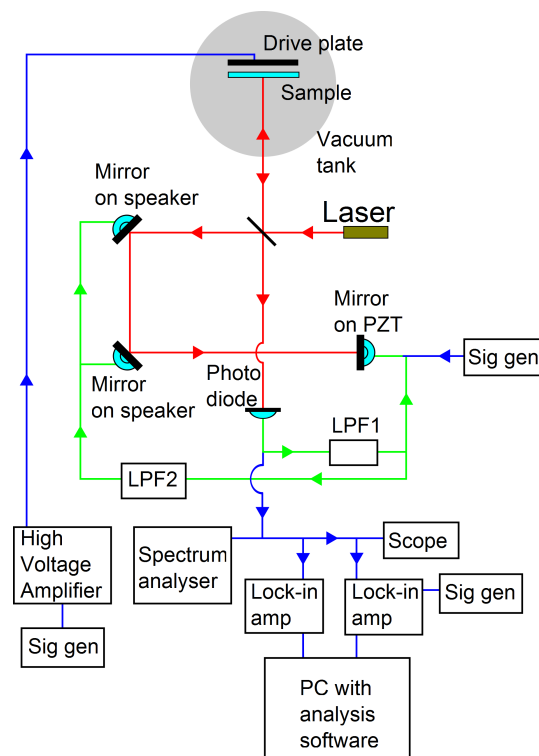 Drive plate
Sample
Vacuum
tank
Mirror
on speaker
Laser
Mirror
on PZT
Sig gen
Mirror
on speaker
Photo
diode
LPF1
LPF2
High
Voltage
Amplifier
Spectrum
analyser
Scope
Lock-in
amp
Lock-in
amp
Sig gen
Sig gen
PC with
analysis
software